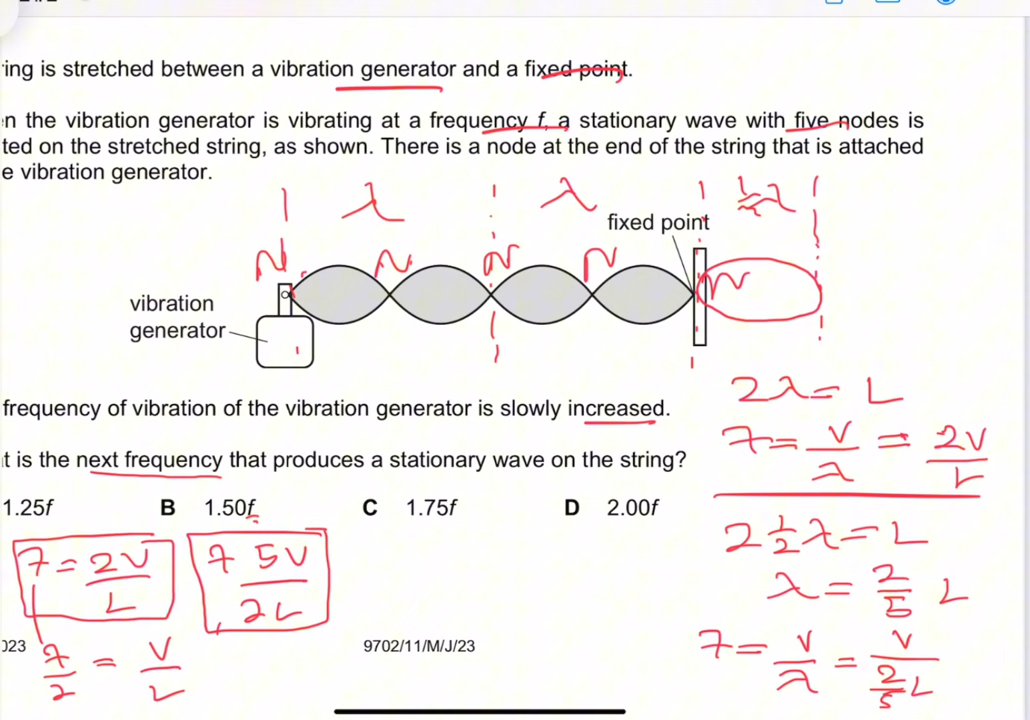 ring is stretched between a vibration generator and a fixed point.
n the vibration generator is vibrating at a frequency f, a stationary wave with five nodes is
ted on the stretched string, as shown. There is a node at the end of the string that is attached
e vibration generator.
λ λ ½λ
fixed point
N N N N N
vibration
generator
2λ = L
frequency of vibration of the vibration generator is slowly increased.
f = v/λ = 2v/L
t is the next frequency that produces a stationary wave on the string?
1.25f B 1.50f C 1.75f D 2.00f
2½λ = L
f = 2v/L f 5v/2L
λ = 2/5 L
023 9702/11/M/J/23
f/2 = v/L
f = v/λ = v/(2/5 L)